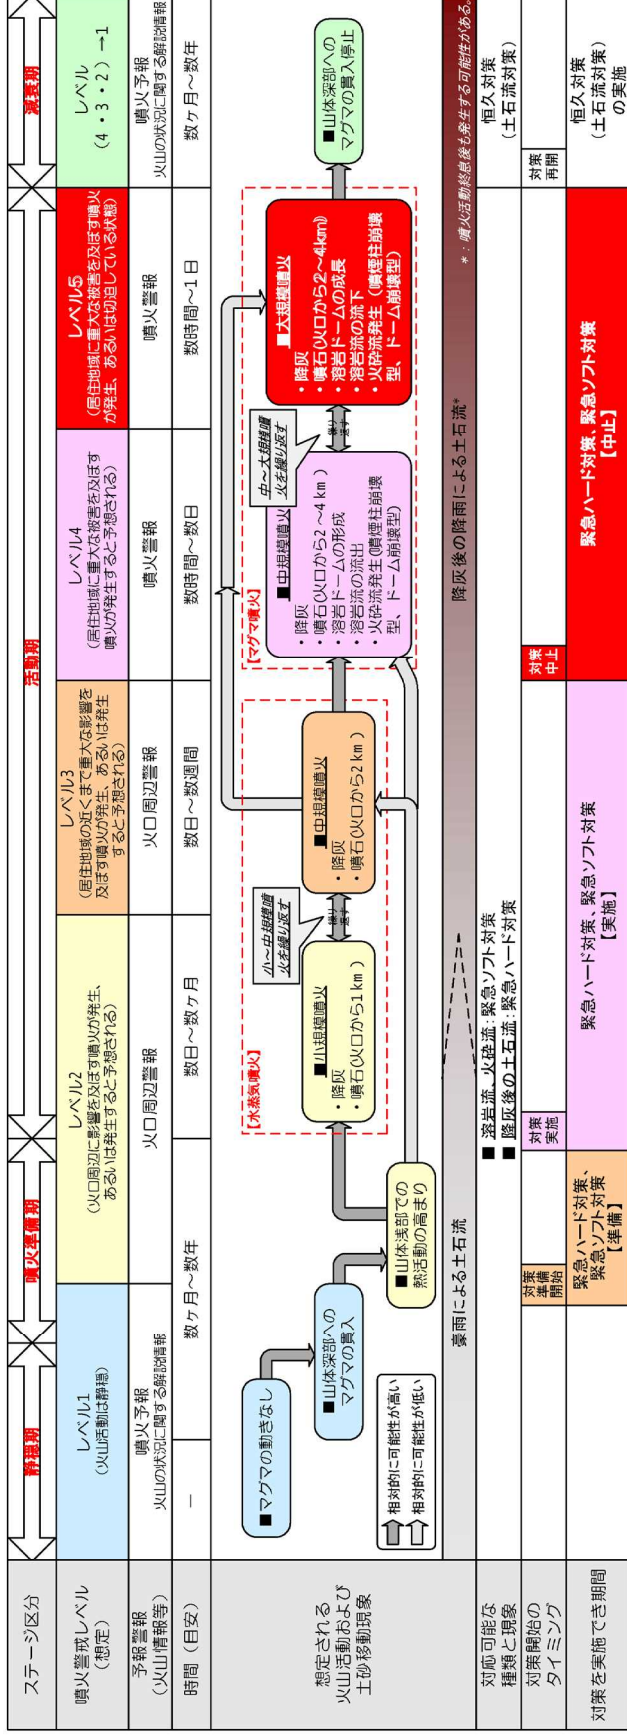 ステージ区分
静穏期
噴火準備期
活動期
減衰期
噴火警戒レベル
（想定）
レベル1
（火山活動は静穏）
レベル2
（火口周辺に影響を及ぼす噴火が発生、
あるいは発生すると予想される）
レベル3
（居住地域の近くまで重大な影響を
及ぼす噴火が発生、あるいは発生
すると予想される）
レベル4
（居住地域に重大な被害を及ぼす
噴火が発生すると予想される）
レベル5
（居住地域に重大な被害を及ぼす噴火
が発生、あるいは切迫している状態）
レベル
（4・3・2）→1
予報警報
（火山情報等）
噴火予報
火山の状況に関する解説情報
火口周辺警報
火口周辺警報
噴火警報
噴火警報
噴火予報
火山の状況に関する解説情報
時間（目安）
―
数ヶ月～数年
数日～数ヶ月
数日～数週間
数時間～数日
数時間～1日
数ヶ月～数年
想定される
火山活動および
土砂移動現象
■マグマの動きなし
■山体深部への
マグマの貫入
■山体浅部での
熱活動の高まり
【水蒸気噴火】
■小規模噴火
・降灰
・噴石(火口から1km)
小～中規模噴
火を繰り返す
繰り
返す
■中規模噴火
・降灰
・噴石(火口から2km)
【マグマ噴火】
■中規模噴火
・降灰
・噴石(火口から2～4km)
・溶岩ドームの形成
・溶岩流の流出
・火砕流発生(噴煙柱崩壊
型、ドーム崩壊型)
中～大規模噴
火を繰り返す
繰り
返す
■大規模噴火
・降灰
・噴石(火口から2～4km)
・溶岩ドームの成長
・溶岩流の流下
・火砕流発生（噴煙柱崩壊
型、ドーム崩壊型）
■山体深部への
マグマの貫入停止
相対的に可能性が高い
相対的に可能性が低い
豪雨による土石流
降灰後の降雨による土石流*
*：噴火活動終息後も発生する可能性がある。
対応可能な
種類と現象
■ 溶岩流、火砕流：緊急ソフト対策
■ 降灰後の土石流：緊急ハード対策
恒久対策
（土石流対策）
対策開始の
タイミング
対策
準備
開始
対策
実施
対策
中止
対策
再開
対策を実施でき期間
緊急ハード対策、
緊急ソフト対策
【準備】
緊急ハード対策、緊急ソフト対策
【実施】
緊急ハード対策、緊急ソフト対策
【中止】
恒久対策
（土石流対策）
の実施